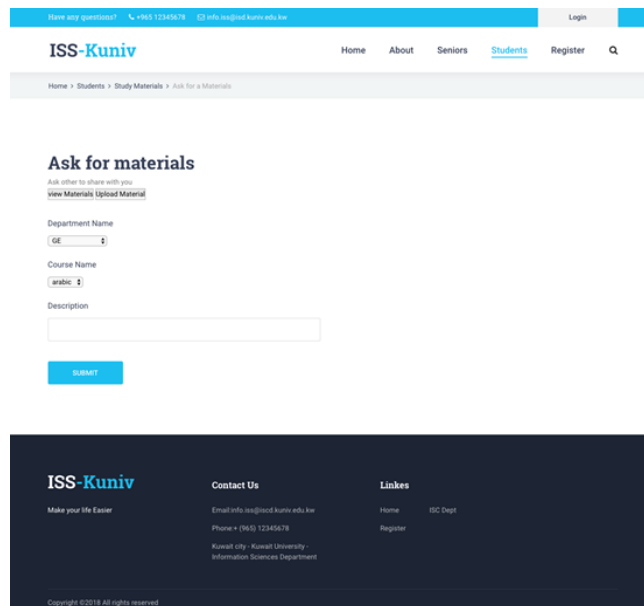 Have any questions? +965 12345678 info.iss@isd.kuniv.edu.kw Login
ISS-Kuniv Home About Seniors Students Register
Home > Students > Study Materials > Ask for a Materials
Ask for materials
Ask other to share with you
view Materials Upload Material
Department Name
GE
Course Name
arabic
Description
SUBMIT
ISS-Kuniv Contact Us Linkes
Make your life Easier Email:info.iss@iscd.kuniv.edu.kw Home ISC Dept
Phone:+ (965) 12345678 Register
Kuwait city - Kuwait University -
Information Sciences Department
Copyright ©2018 All rights reserved